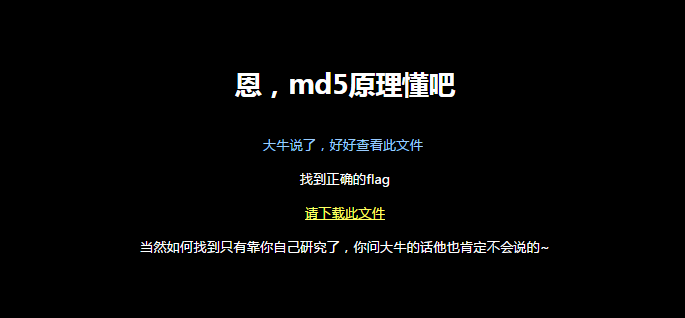 恩，md5原理懂吧
大牛说了，好好查看此文件
找到正确的flag
请下载此文件
当然如何找到只有靠你自己研究了，你问大牛的话他也肯定不会说的~